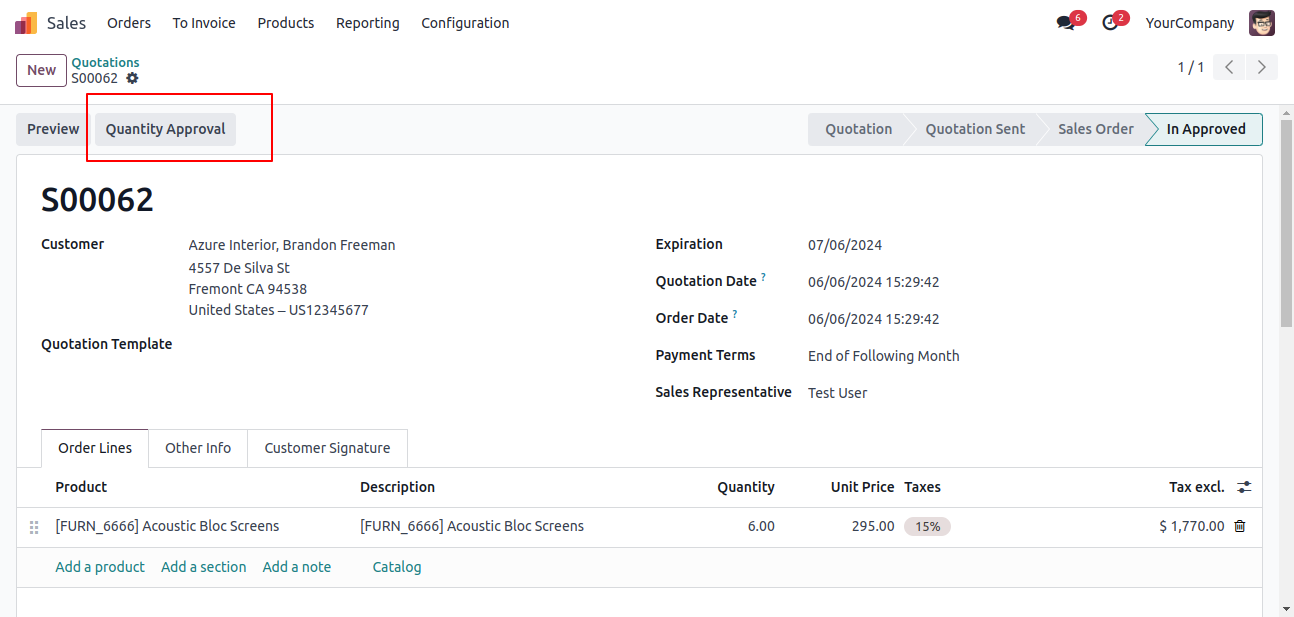 Sales Orders To Invoice Products Reporting Configuration 6 2 YourCompany
New Quotations
S00062 1 / 1
Preview Quantity Approval Quotation Quotation Sent Sales Order In Approved
S00062
Customer Azure Interior, Brandon Freeman Expiration 07/06/2024
4557 De Silva St
Fremont CA 94538 Quotation Date ? 06/06/2024 15:29:42
United States – US12345677 Order Date ? 06/06/2024 15:29:42
Quotation Template Payment Terms End of Following Month
Sales Representative Test User
Order Lines Other Info Customer Signature
Product Description Quantity Unit Price Taxes Tax excl.
[FURN_6666] Acoustic Bloc Screens [FURN_6666] Acoustic Bloc Screens 6.00 295.00 15% $ 1,770.00
Add a product Add a section Add a note Catalog